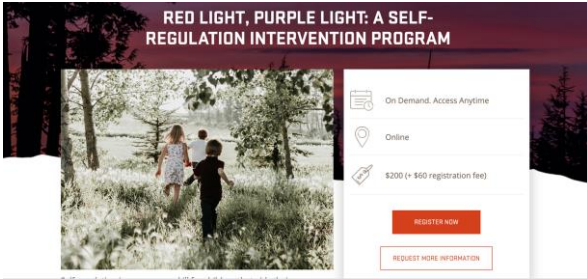 RED LIGHT, PURPLE LIGHT: A SELF-
REGULATION INTERVENTION PROGRAM
On Demand. Access Anytime
Online
$200 (+ $60 registration fee)
REGISTER NOW
REQUEST MORE INFORMATION